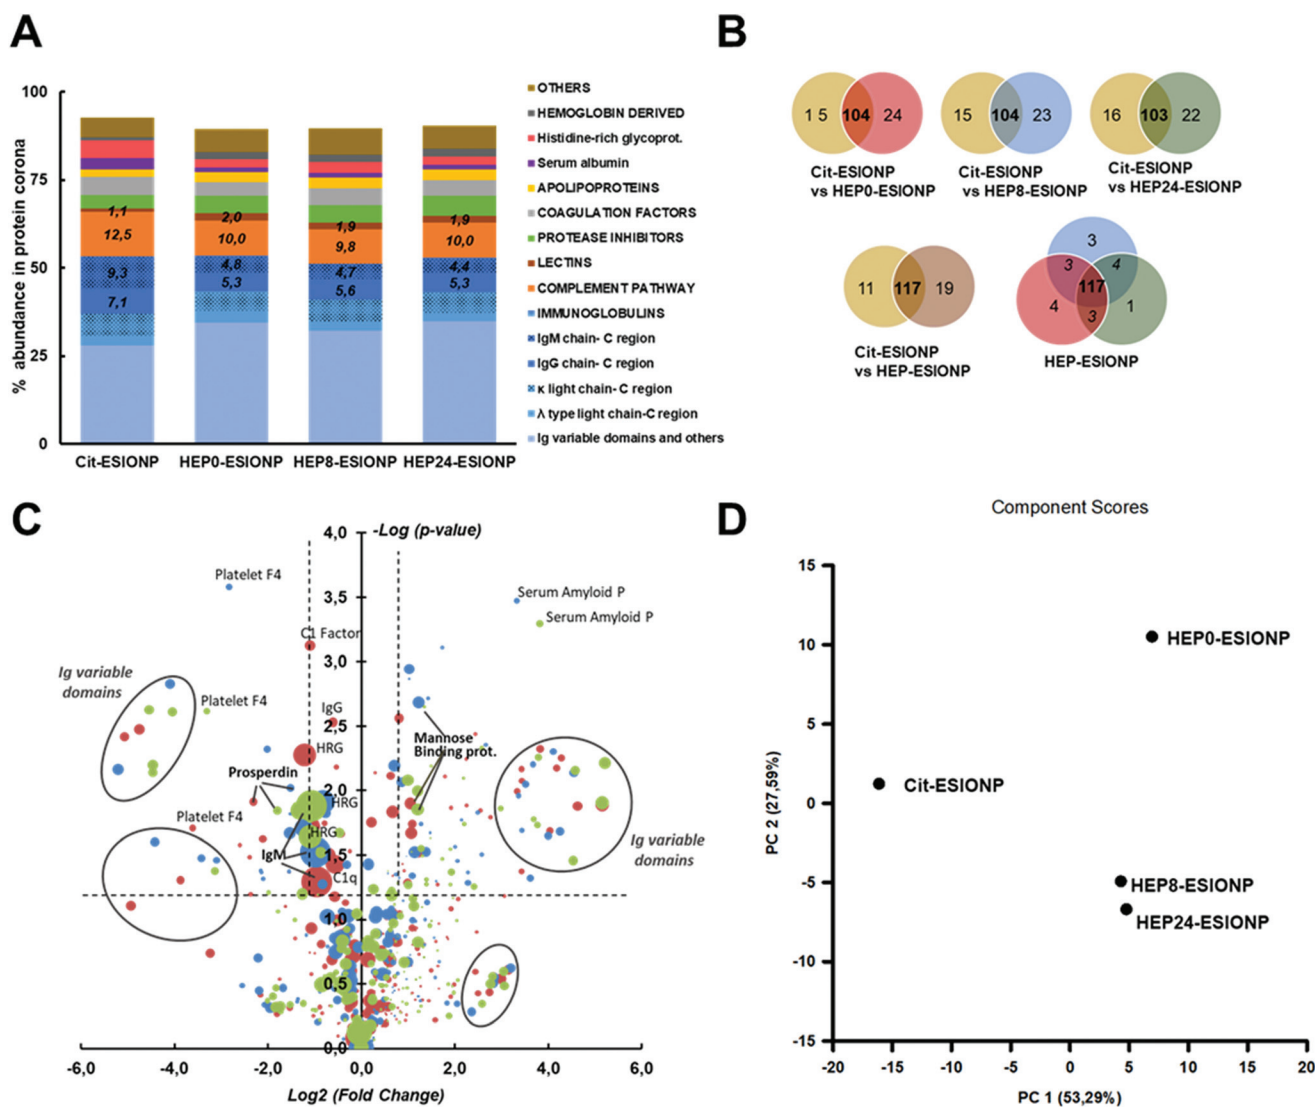 A
% abundance in protein corona
100
75
50
25
0
1,1
12,5
9,3
7,1
2,0
10,0
4,8
5,3
1,9
9,8
4,7
5,6
1,9
10,0
4,4
5,3
Cit-ESIONP
HEP0-ESIONP
HEP8-ESIONP
HEP24-ESIONP
OTHERS
HEMOGLOBIN DERIVED
Histidine-rich glycoprot.
Serum albumin
APOLIPOPROTEINS
COAGULATION FACTORS
PROTEASE INHIBITORS
LECTINS
COMPLEMENT PATHWAY
IMMUNOGLOBULINS
IgM chain- C region
IgG chain- C region
κ light chain- C region
λ type light chain-C region
Ig variable domains and others
B
1 5 104 24
Cit-ESIONP
vs HEP0-ESIONP
15 104 23
Cit-ESIONP
vs HEP8-ESIONP
16 103 22
Cit-ESIONP
vs HEP24-ESIONP
11 117 19
Cit-ESIONP
vs HEP-ESIONP
3
3 4
117
4 1
3
HEP-ESIONP
C
-Log (p-value)
4,0
3,5
3,0
2,5
2,0
1,5
1,0
0,5
0,0
Platelet F4
Serum Amyloid P
Serum Amyloid P
C1 Factor
Ig variable
domains
Platelet F4
IgG
HRG
Mannose
Binding prot.
Prosperdin
HRG
Platelet F4
HRG
IgM
C1q
Ig variable
domains
-6,0
-4,0
-2,0
0,0
2,0
4,0
6,0
Log2 (Fold Change)
D
Component Scores
PC 2 (27,59%)
15
10
5
0
-5
-10
-15
HEP0-ESIONP
Cit-ESIONP
HEP8-ESIONP
HEP24-ESIONP
-20
-15
-10
-5
0
5
10
15
20
PC 1 (53,29%)